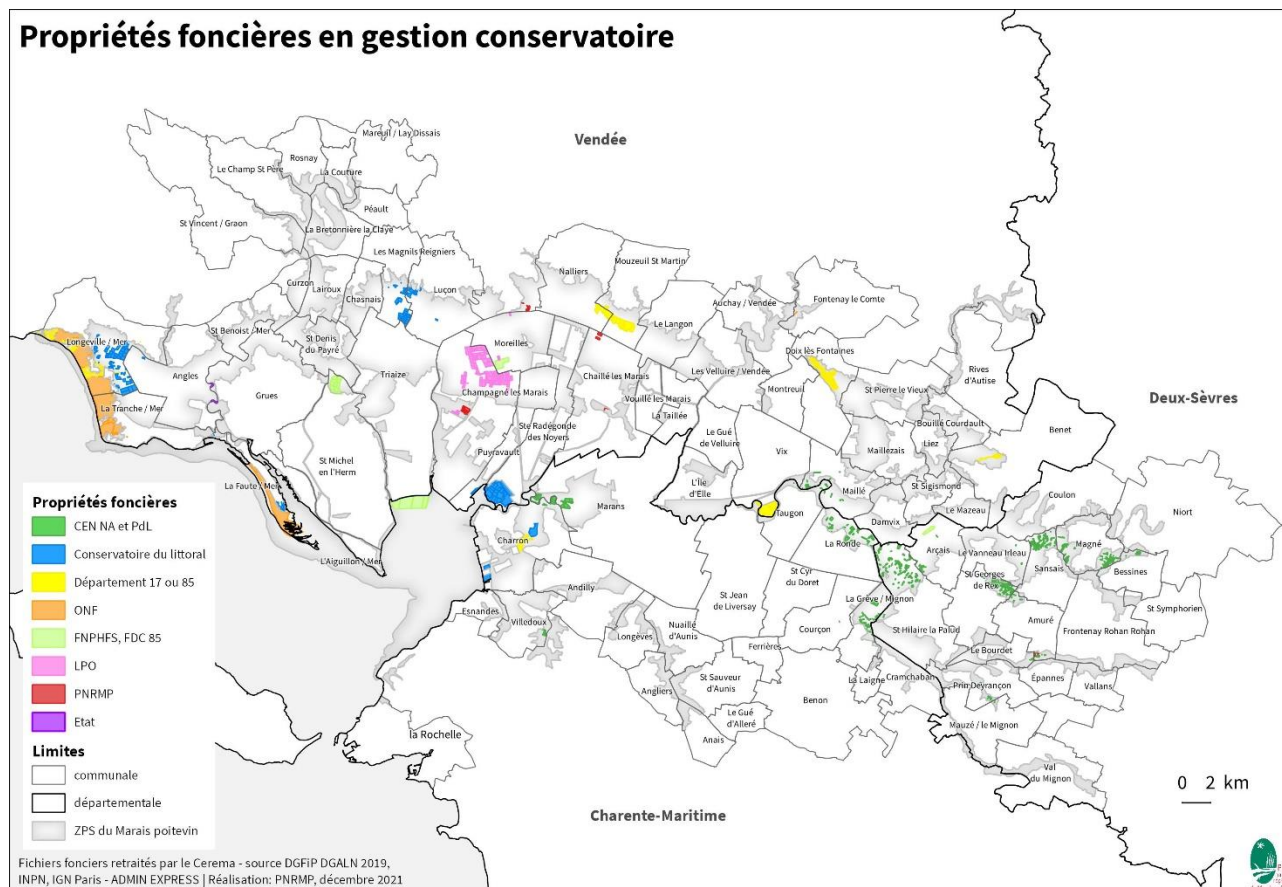 Propriétés foncières en gestion conservatoire
Vendée
Mareuil / Lay Dissais
Rosnay
Le Champ St Père
La Couture
Péault
St Vincent / Graon
La Bretonnière la Claye
Les Magnils Reigniers
Mouzeuil St Martin
Nalliers
Curzon
Lairoux
Chasnais
Luçon
Auchay / Vendée
Fontenay le Comte
St Benoist / Mer
Le Langon
Longeville / Mer
St Denis
du Payré
Moreilles
Doix lès Fontaines
Rives
d'Autise
Angles
Triaize
Chaillé les Marais
Les Velluire / Vendée
Montreuil
St Pierre le Vieux
Grues
Champagné les Marais
Vouillé les Marais
La Taillée
Deux-Sèvres
La Tranche / Mer
Ste Radégonde
des Noyers
Le Gué
de Velluire
Bouillé Courdault
Liez
Benet
Maillezais
Puyravault
Vix
St Michel
en l'Herm
L'Île
d'Elle
St Sigismond
La Faute / Mer
Maillé
Le Mazeau
Coulon
Marans
Taugon
Damvix
Niort
Charron
La Ronde
Arçais
Le Vanneau Irleau
Magné
Sansais
Bessines
L'Aiguillon / Mer
St Cyr
du Doret
St Georges
de Rex
Andilly
St Jean
de Liversay
La Grève / Mignon
St Symphorien
Esnandes
Villedoux
Nuaillé
d'Aunis
Courçon
St Hilaire la Palud
Amuré
Frontenay Rohan Rohan
Longèves
Ferrières
Le Bourdet
Angliers
St Sauveur
d'Aunis
La Laigne
Cramchaban
Prin Deyrançon
Épannes
Vallans
Benon
Le Gué
d'Alleré
Anais
Mauzé / le Mignon
la Rochelle
Val
du Mignon
Charente-Maritime
0 2 km
Propriétés foncières
CEN NA et PdL
Conservatoire du littoral
Département 17 ou 85
ONF
FNPHFS, FDC 85
LPO
PNRMP
Etat
Limites
communale
départementale
ZPS du Marais poitevin
Fichiers fonciers retraités par le Cerema - source DGFiP DGALN 2019,
INPN, IGN Paris - ADMIN EXPRESS | Réalisation: PNRMP, décembre 2021